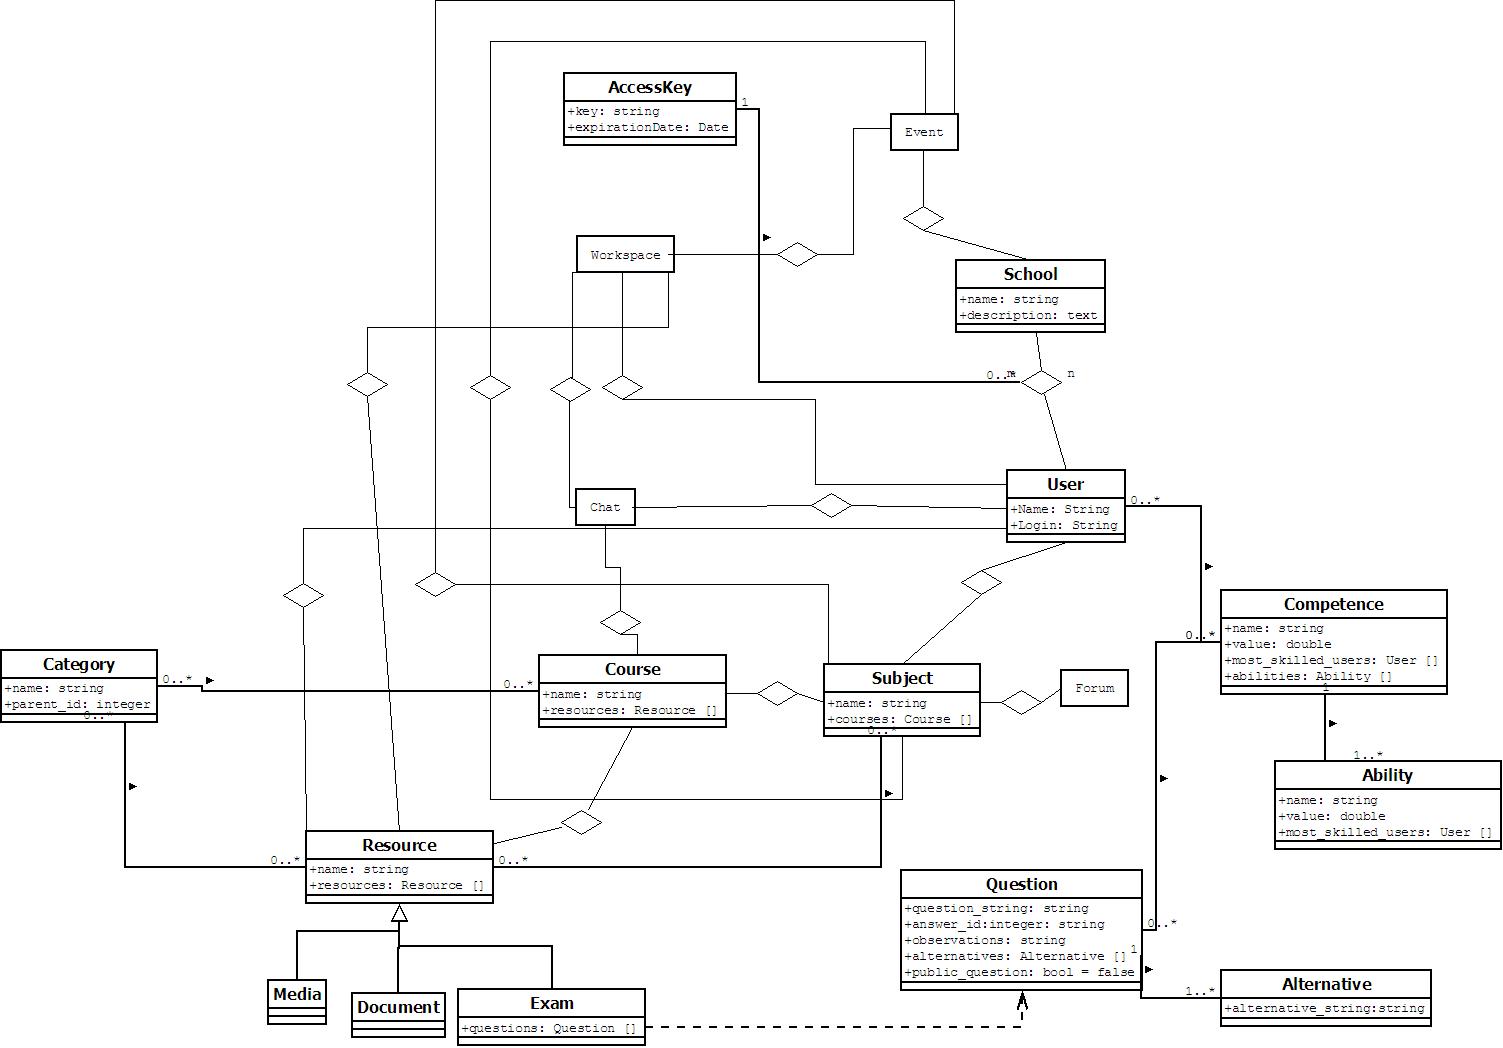 AccessKey
+key: string
+expirationDate: Date
1
Event
Workspace
School
+name: string
+description: text
0..*
n
n
User
+Name: String
+Login: String
0..*
Chat
Competence
+name: string
+value: double
+most_skilled_users: User []
+abilities: Ability []
0..*
1
Category
+name: string
+parent_id: integer
0..*
0..*
0..*
Course
+name: string
+resources: Resource []
Subject
+name: string
+courses: Course []
0..*
Forum
1..*
Ability
+name: string
+value: double
+most_skilled_users: User []
Resource
+name: string
+resources: Resource []
0..*
0..*
Question
+question_string: string
+answer_id:integer: string
+observations: string
+alternatives: Alternative []
+public_question: bool = false
0..*
1
1..*
Alternative
+alternative_string:string
Media
Document
Exam
+questions: Question []